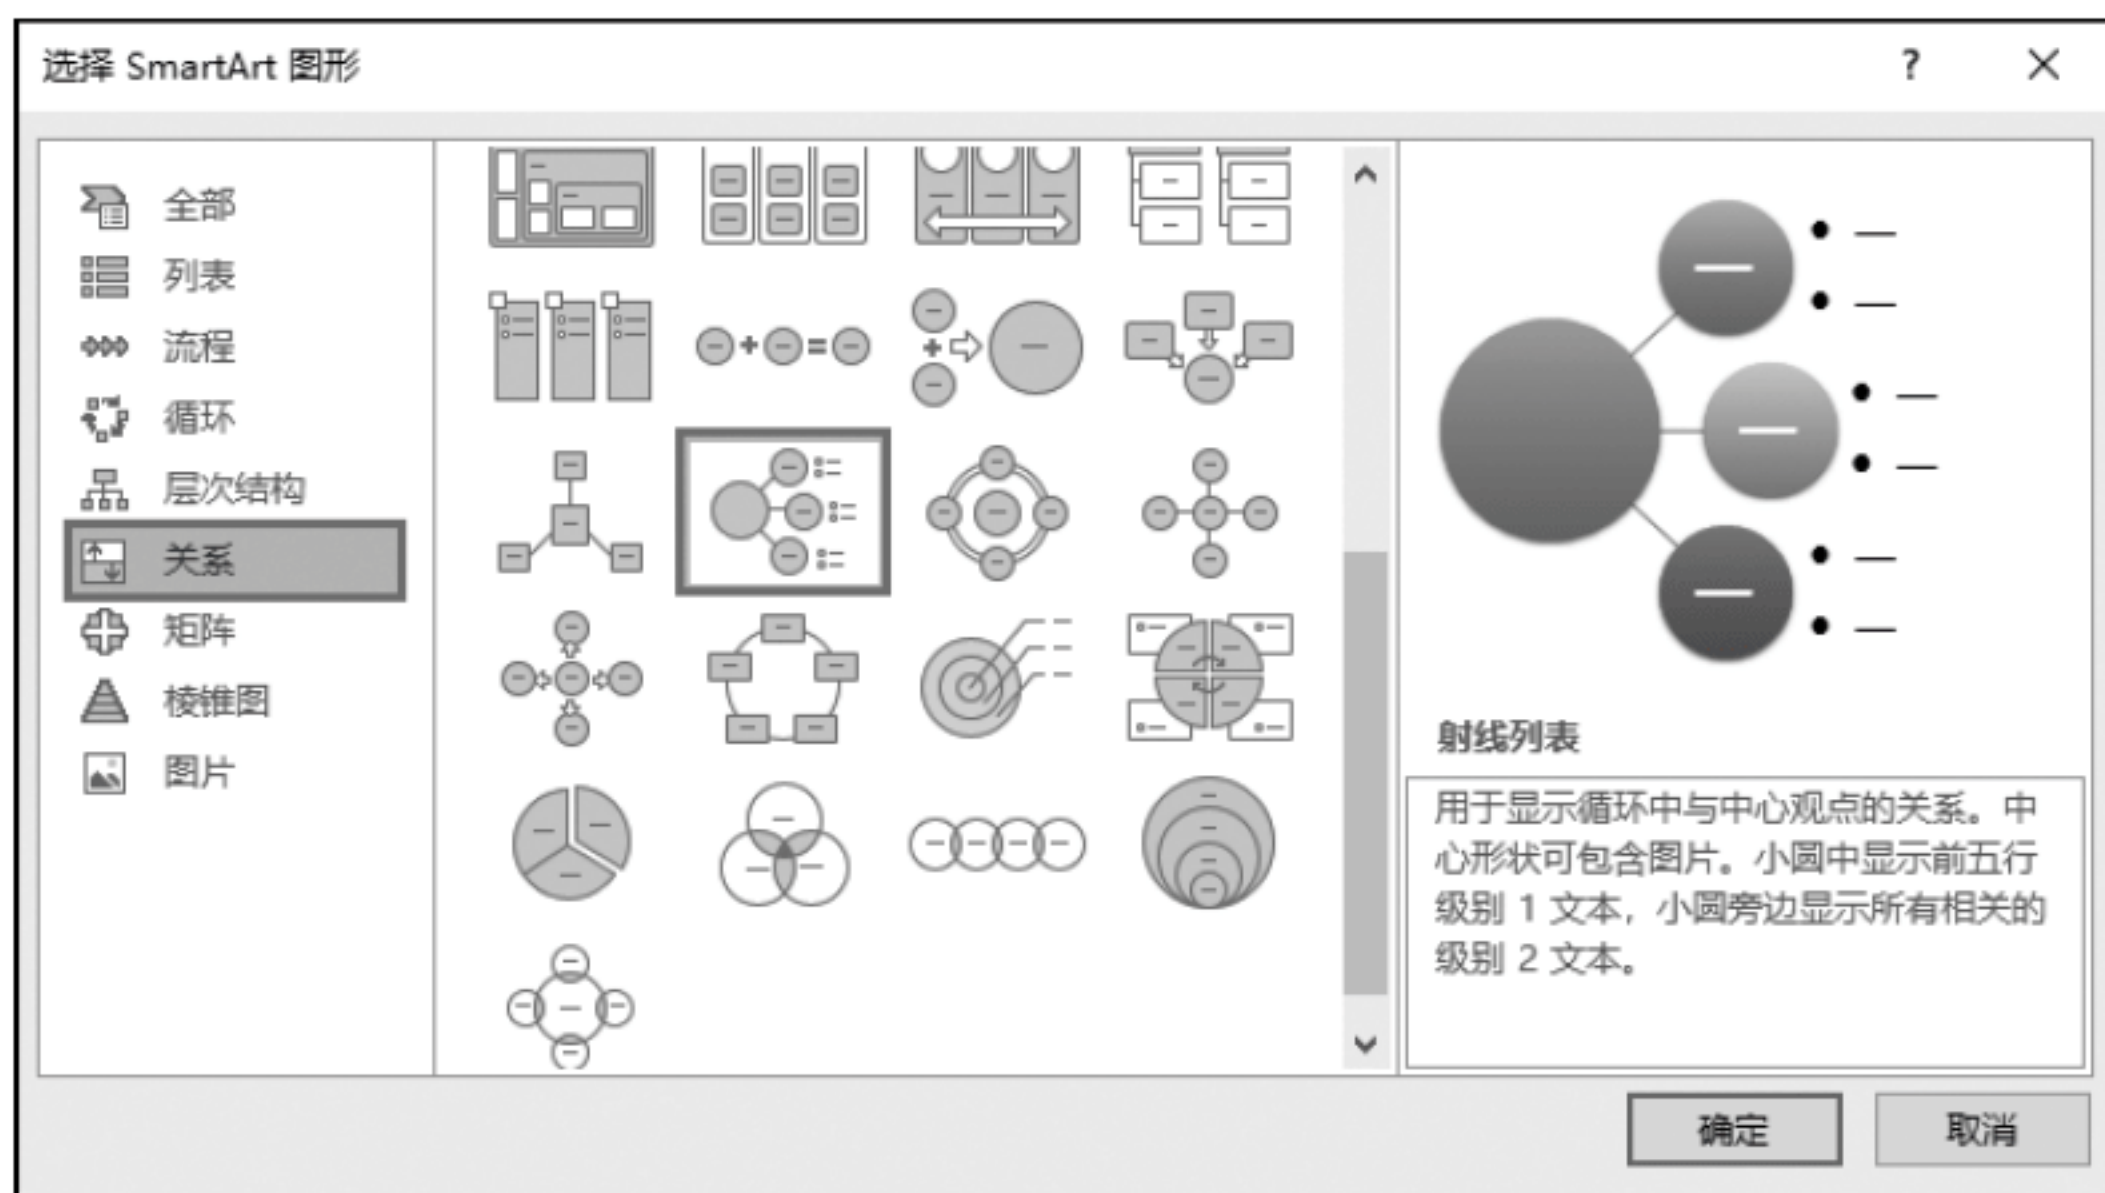 选择 SmartArt 图形
?
全部
列表
流程
循环
层次结构
关系
矩阵
棱锥图
图片
射线列表
用于显示循环中与中心观点的关系。中
心形状可包含图片。小圆中显示前五行
级别 1 文本，小圆旁边显示所有相关的
级别 2 文本。
确定
取消